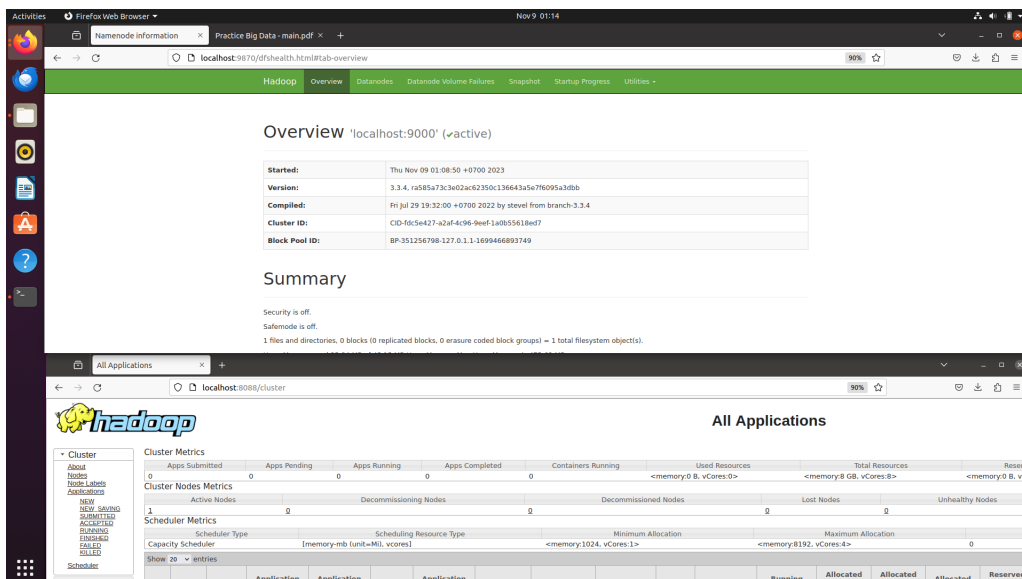 Activities Firefox Web Browser Nov 9 01:14
Namenode information × Practice Big Data - main.pdf × +
localhost:9870/dfshealth.html#tab-overview 90%
Hadoop Overview Datanodes Datanode Volume Failures Snapshot Startup Progress Utilities
Overview 'localhost:9000' (✔active)
Started: Thu Nov 09 01:08:50 +0700 2023
Version: 3.3.4, ra585a73c3e02ac62350c136643a5e7f6095a3dbb
Compiled: Fri Jul 29 19:32:00 +0700 2022 by stevel from branch-3.3.4
Cluster ID: CID-fdc5e427-a2af-4c96-9eef-1a0b55618ed7
Block Pool ID: BP-351256798-127.0.1.1-1699466893749
Summary
Security is off.
Safemode is off.
1 files and directories, 0 blocks (0 replicated blocks, 0 erasure coded block groups) = 1 total filesystem object(s).
All Applications × +
localhost:8088/cluster 90%
hadoop All Applications
Cluster
About
Nodes
Node Labels
Applications
NEW
NEW_SAVING
SUBMITTED
ACCEPTED
RUNNING
FINISHED
FAILED
KILLED
Scheduler
Cluster Metrics
Apps Submitted Apps Pending Apps Running Apps Completed Containers Running Used Resources Total Resources Reser
0 0 0 0 0 <memory:0 B, vCores:0> <memory:8 GB, vCores:8> <memory:0 B, v
Cluster Nodes Metrics
Active Nodes Decommissioning Nodes Decommissioned Nodes Lost Nodes Unhealthy Nodes
1 0 0 0 0
Scheduler Metrics
Scheduler Type Scheduling Resource Type Minimum Allocation Maximum Allocation
Capacity Scheduler [memory-mb (unit=Mi), vcores] <memory:1024, vCores:1> <memory:8192, vCores:4> 0
Show 20 entries
Application Application Application Running Allocated Allocated Allocated Reserved